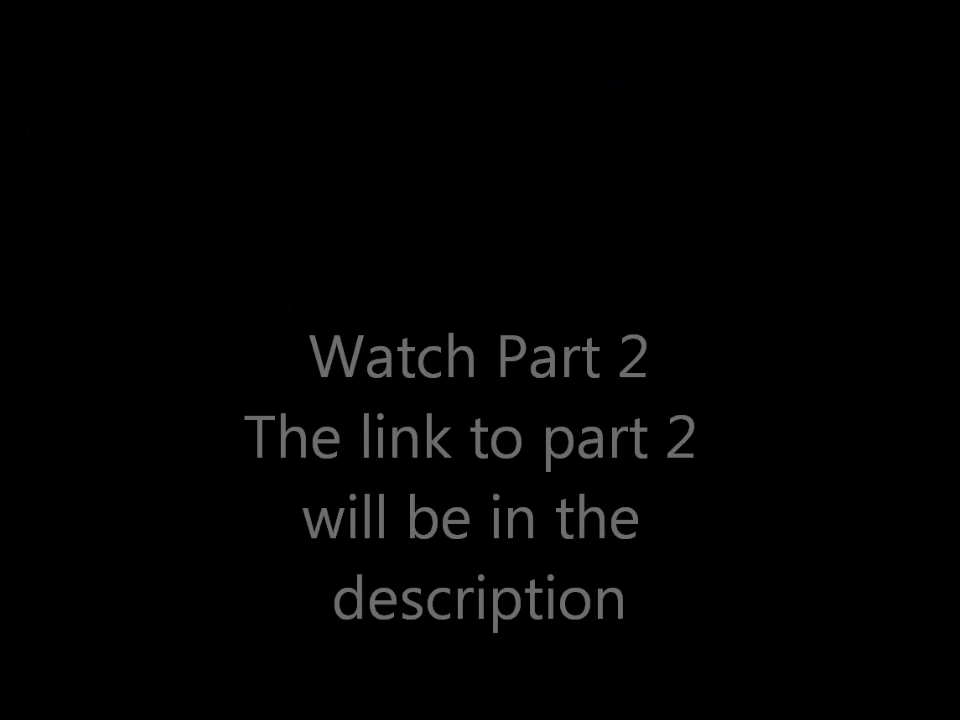 Watch Part 2
The link to part 2
will be in the
description